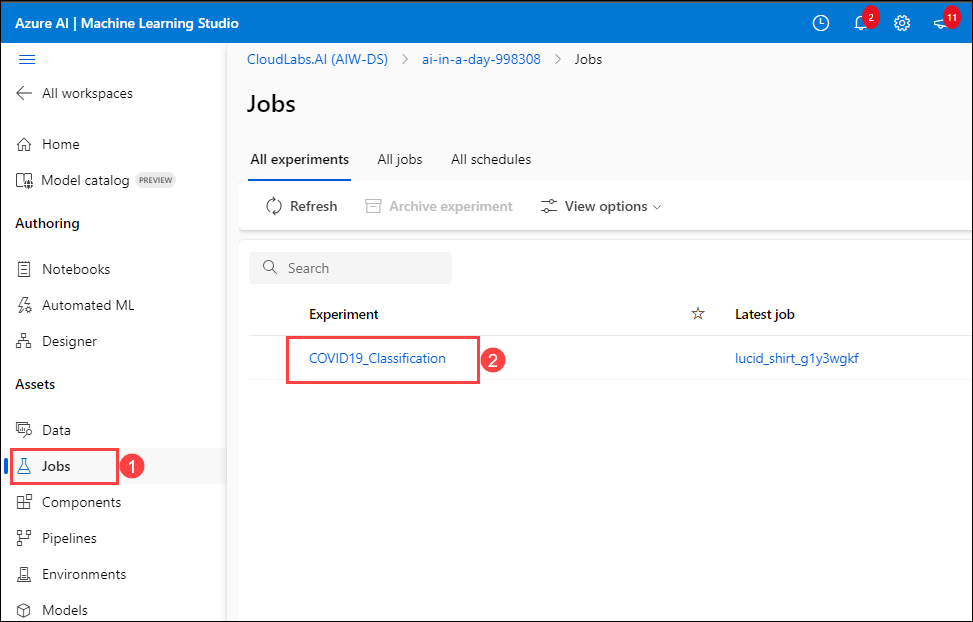 Azure AI | Machine Learning Studio
2
11
All workspaces
Home
Model catalog PREVIEW
Authoring
Notebooks
Automated ML
Designer
Assets
Data
Jobs
1
Components
Pipelines
Environments
Models
CloudLabs.AI (AIW-DS) > ai-in-a-day-998308 > Jobs
Jobs
All experiments All jobs All schedules
Refresh Archive experiment View options
Search
Experiment Latest job
COVID19_Classification 2 lucid_shirt_g1y3wgkf